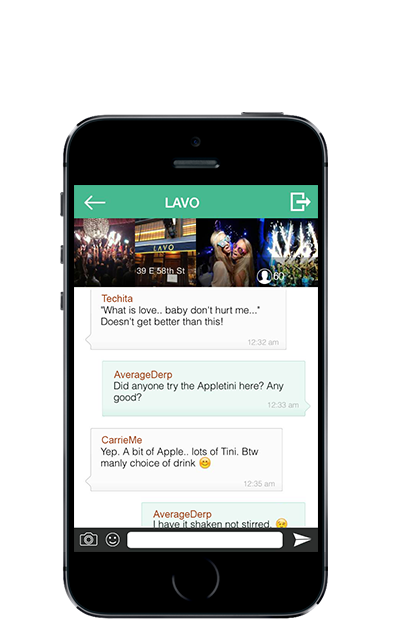 LAVO
LAVO
39 E 58th St
60
Techita
"What is love.. baby don't hurt me..."
Doesn't get better than this!
12:32 am
AverageDerp
Did anyone try the Appletini here? Any
good?
12:33 am
CarrieMe
Yep. A bit of Apple.. lots of Tini. Btw
manly choice of drink 😊
12:35 am
AverageDerp
I have it shaken not stirred. 😉